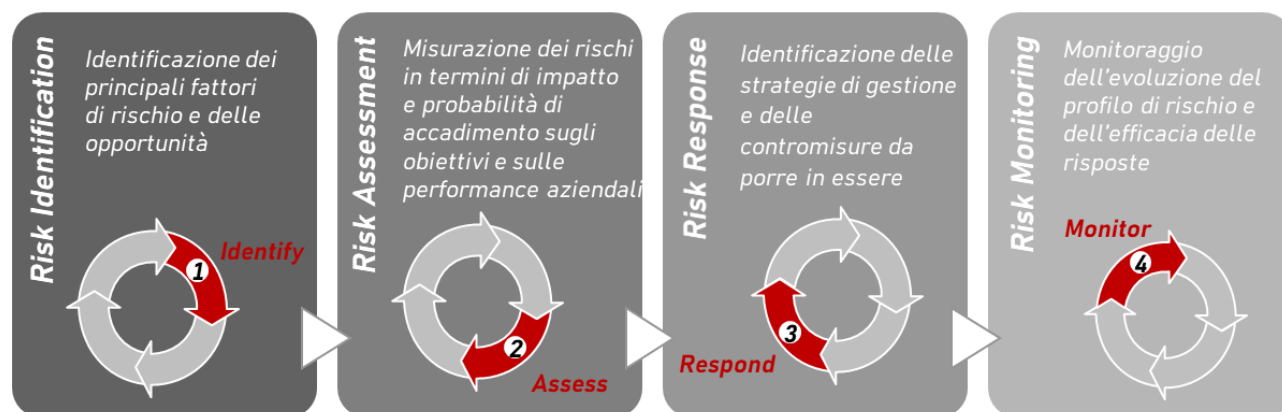 Risk Identification
Identificazione dei
principali fattori
di rischio e delle
opportunità
Identify
1
Risk Assessment
Misurazione dei rischi
in termini di impatto
e probabilità di
accadimento sugli
obiettivi e sulle
performance aziendali
2
Assess
Risk Response
Identificazione delle
strategie di gestione
e delle
contromisure da
porre in essere
3
Respond
Risk Monitoring
Monitoraggio
dell'evoluzione del
profilo di rischio e
dell'efficacia delle
risposte
Monitor
4